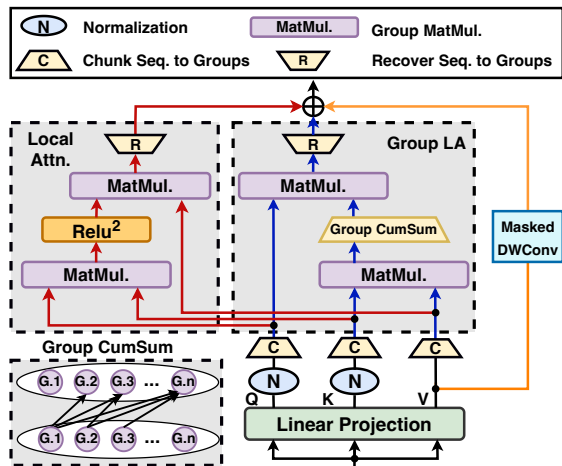 N Normalization MatMul. Group MatMul.
C Chunk Seq. to Groups R Recover Seq. to Groups
Local
Attn.
R
MatMul.
Relu²
MatMul.
Group LA
R
MatMul.
Group CumSum
MatMul.
Masked
DWConv
C C C
N N
Q K V
Linear Projection
Group CumSum
G.1 G.2 G.3 ... G.n
G.1 G.2 G.3 ... G.n